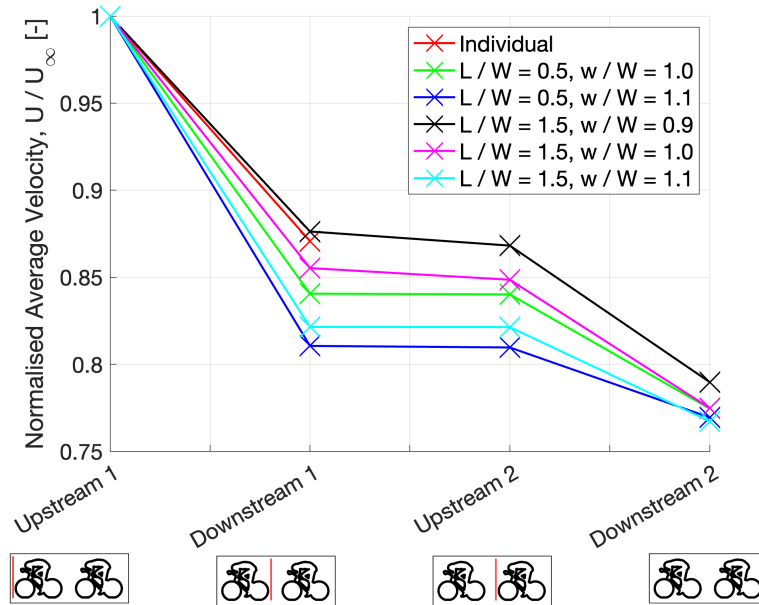 Normalised Average Velocity, U / U∞ [-]
1
0.95
0.9
0.85
0.8
0.75
Individual
L / W = 0.5, w / W = 1.0
L / W = 0.5, w / W = 1.1
L / W = 1.5, w / W = 0.9
L / W = 1.5, w / W = 1.0
L / W = 1.5, w / W = 1.1
Upstream 1
Downstream 1
Upstream 2
Downstream 2